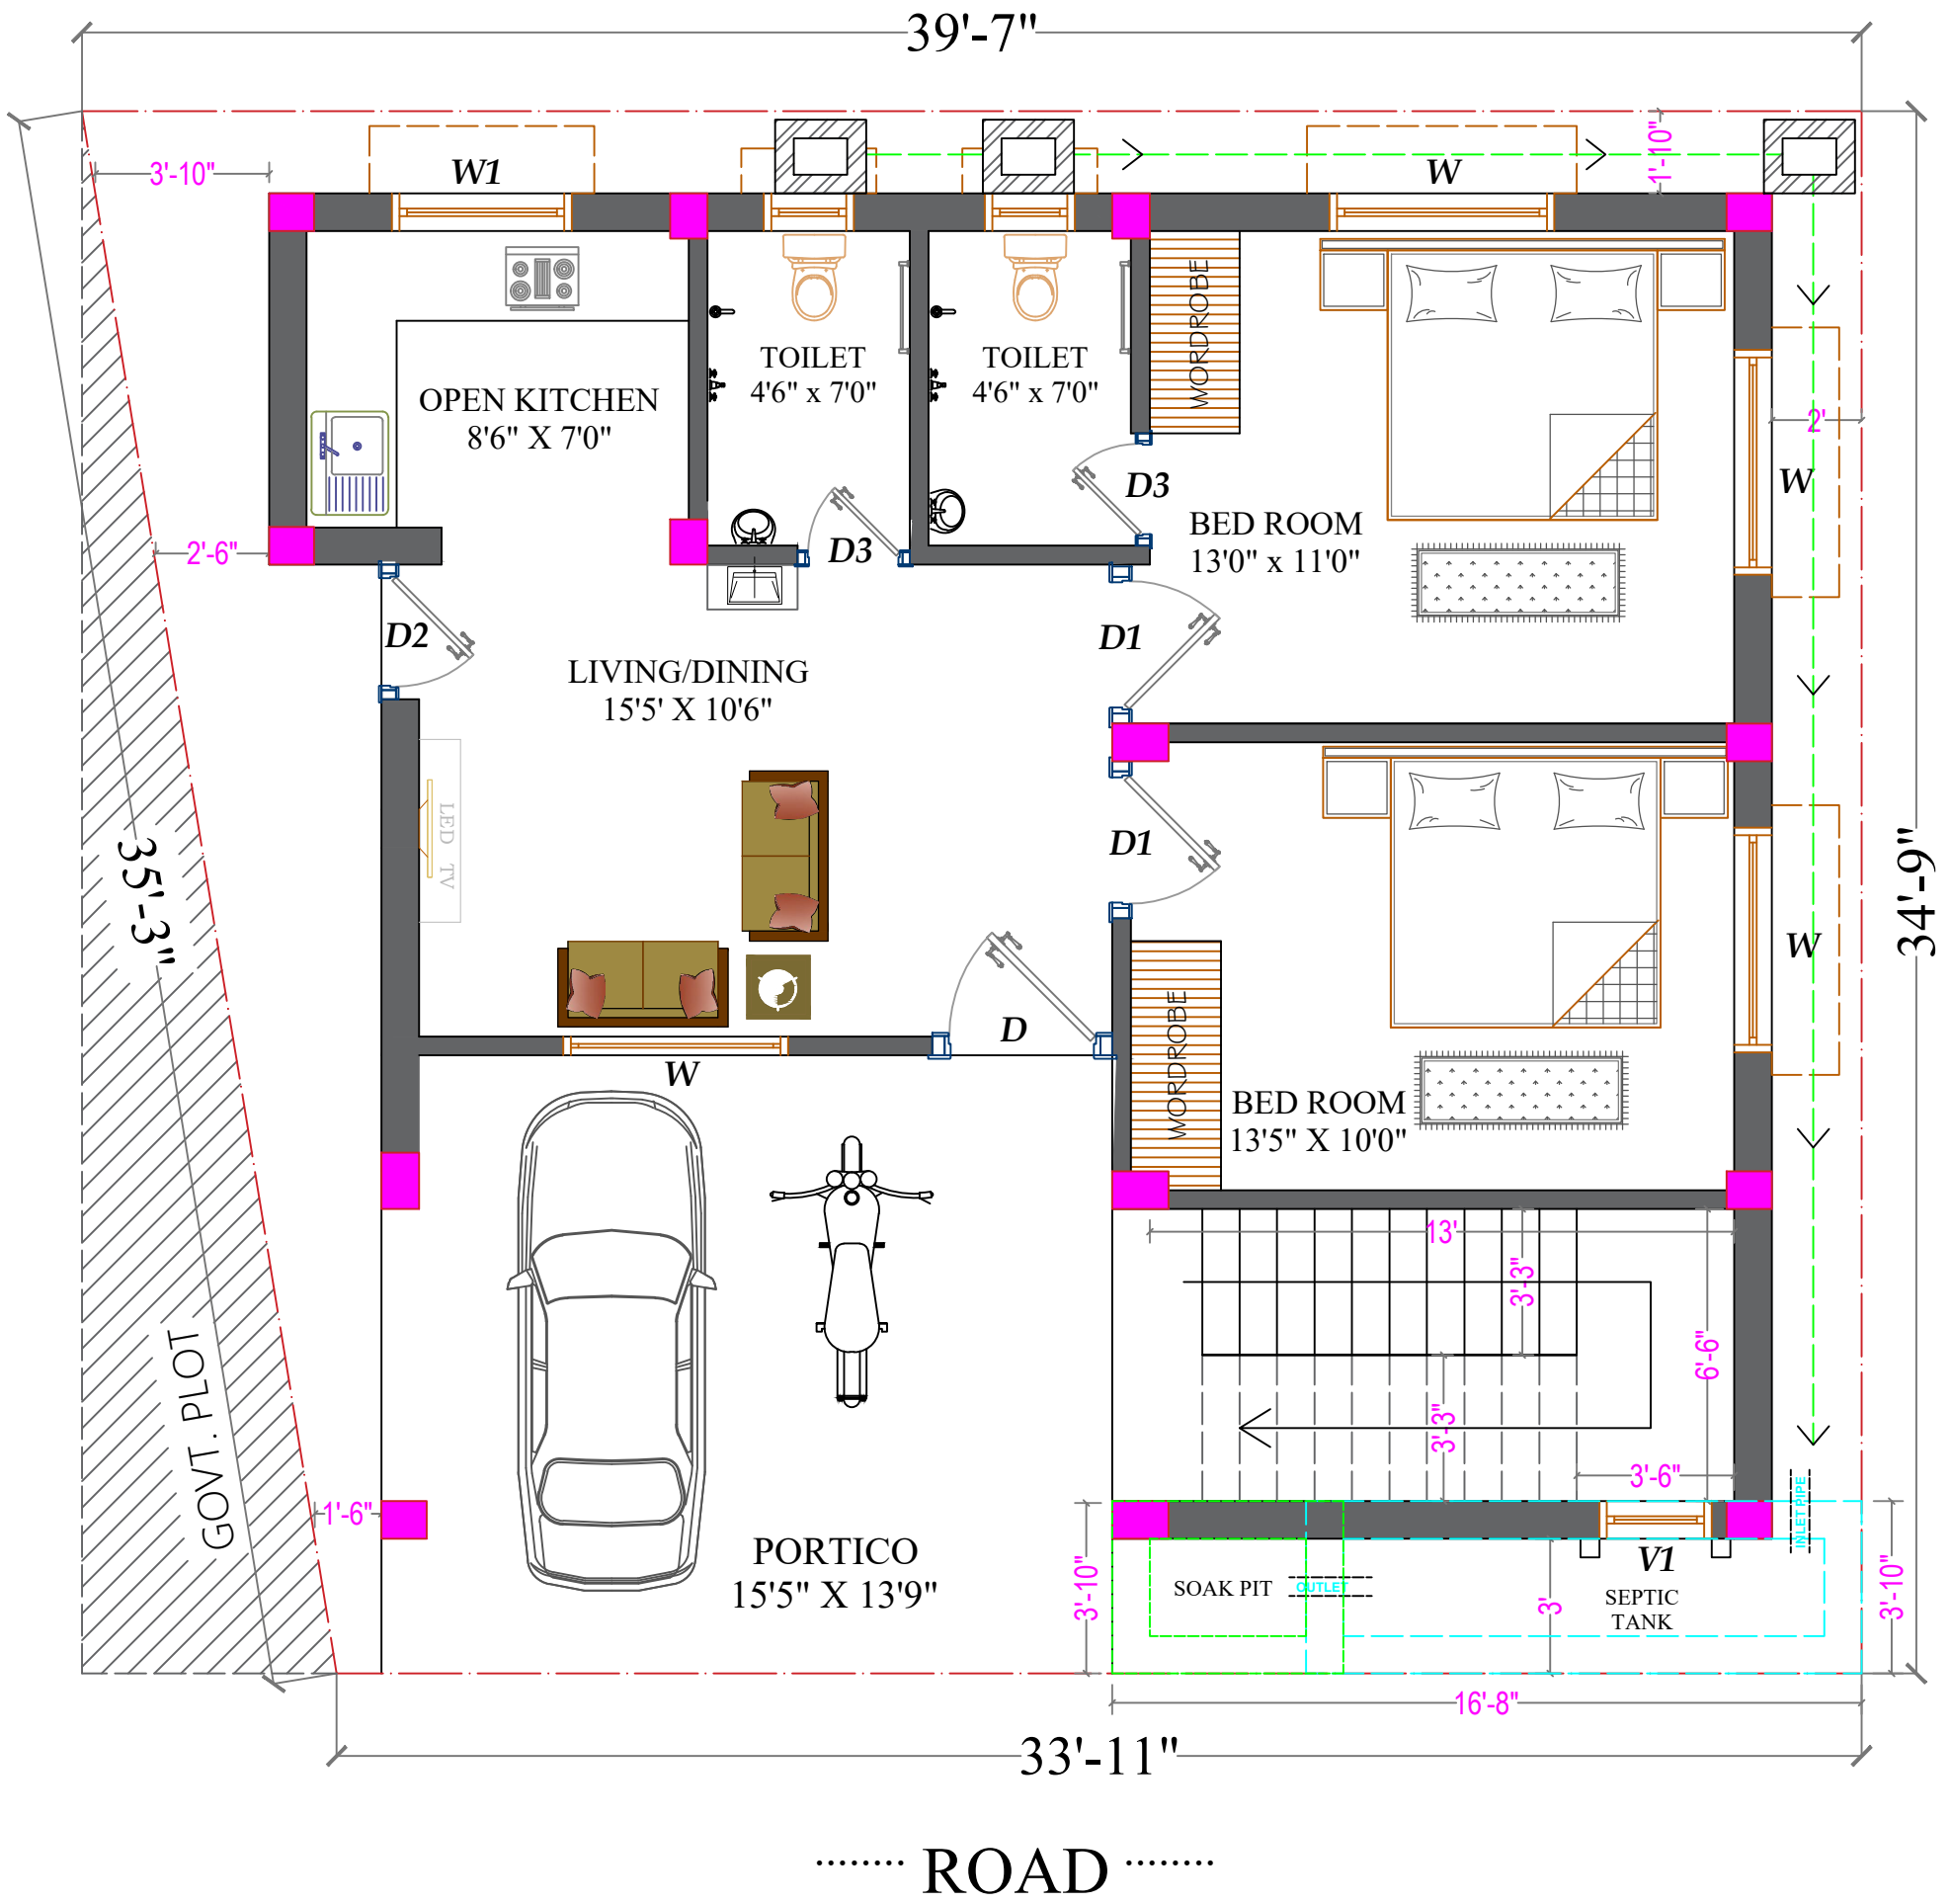 39'-7"
3'-10"
W1
W
1'-10"
OPEN KITCHEN
8'6" X 7'0"
TOILET
4'6" x 7'0"
TOILET
4'6" x 7'0"
WORDROBE
2'
W
D3
D3
BED ROOM
13'0" x 11'0"
2'-6"
D2
D1
LIVING/DINING
15'5' X 10'6"
LED TV
D1
35'-3"
34'-9"
W
D
W
WORDROBE
BED ROOM
13'5" X 10'0"
13'
3'-3"
6'-6"
GOVT. PLOT
3'-3"
3'-6"
1'-6"
INLET PIPE
PORTICO
15'5" X 13'9"
3'-10"
SOAK PIT
OUTLET
3'
V1
SEPTIC
TANK
3'-10"
16'-8"
33'-11"
........ ROAD ........